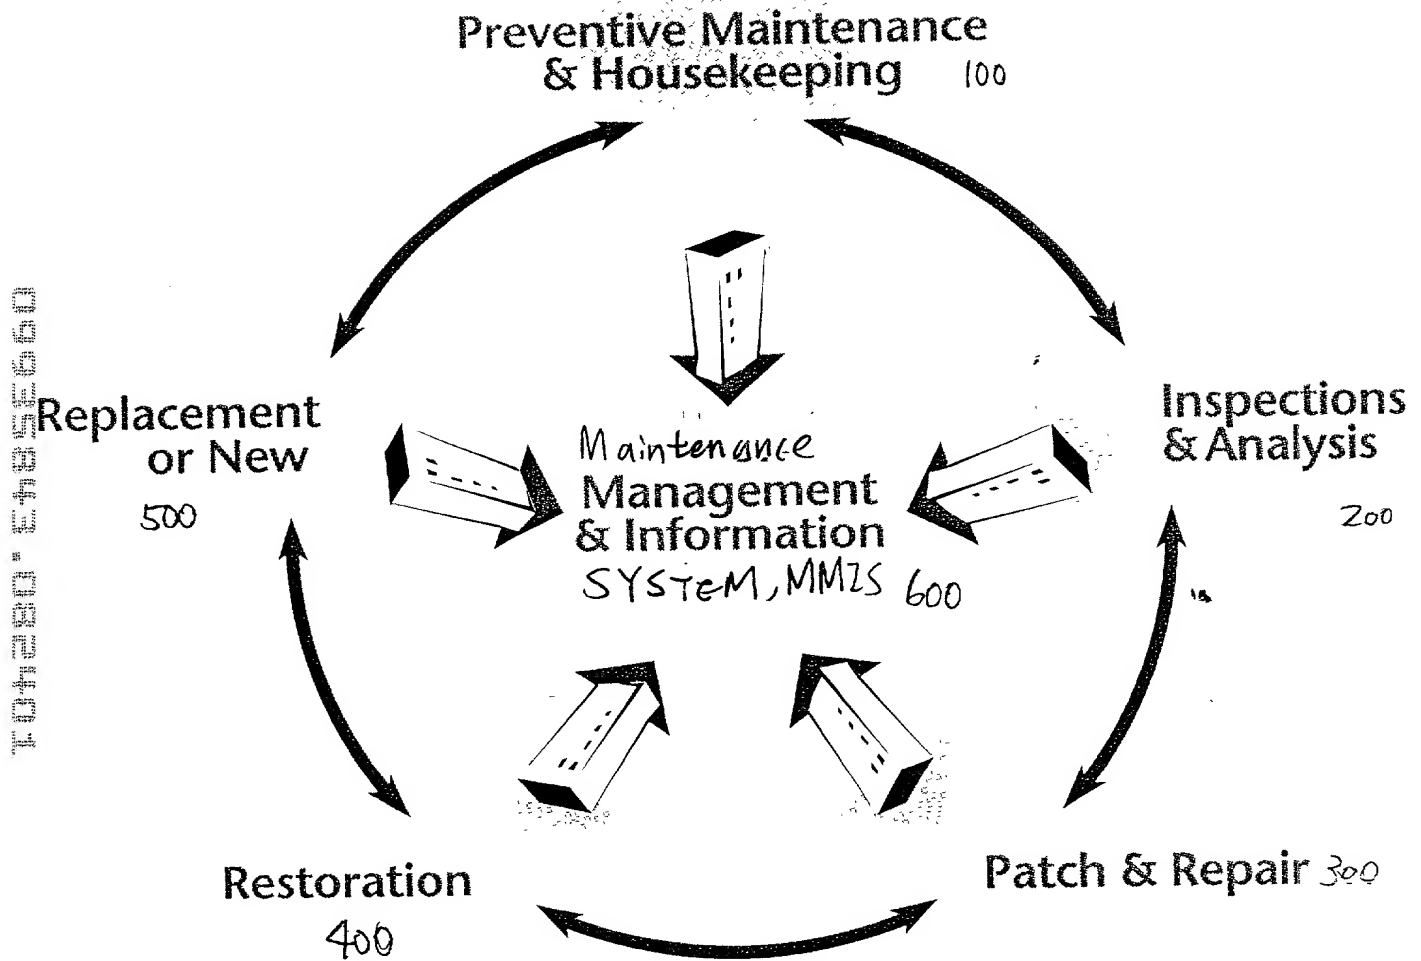 Preventive Maintenance
& Housekeeping 100
Replacement
or New
500
Inspections
& Analysis
200
Maintenance
Management
& Information
SYSTEM, MMIS 600
Restoration
400
Patch & Repair 300